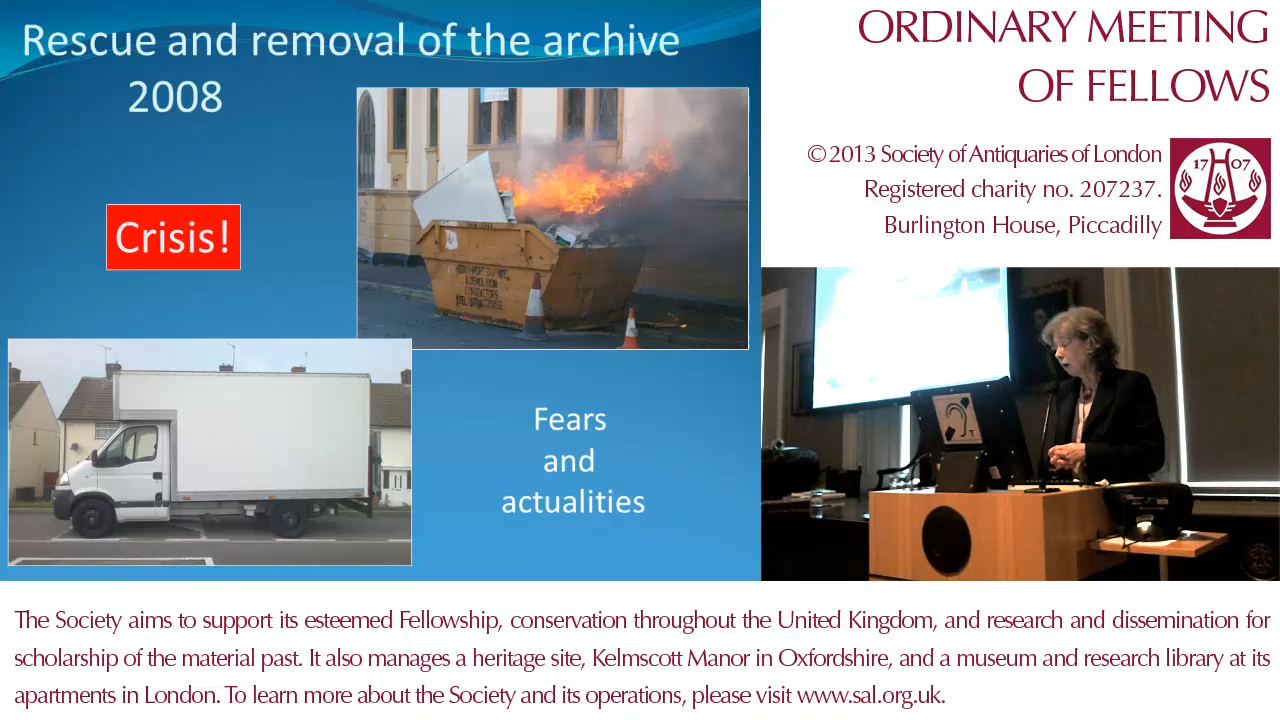 Rescue and removal of the archive
2008
Crisis!
Fears
and
actualities
ORDINARY MEETING
OF FELLOWS
©2013 Society of Antiquaries of London
Registered charity no. 207237.
Burlington House, Piccadilly
17 07
The Society aims to support its esteemed Fellowship, conservation throughout the United Kingdom, and research and dissemination for
scholarship of the material past. It also manages a heritage site, Kelmscott Manor in Oxfordshire, and a museum and research library at its
apartments in London. To learn more about the Society and its operations, please visit www.sal.org.uk.